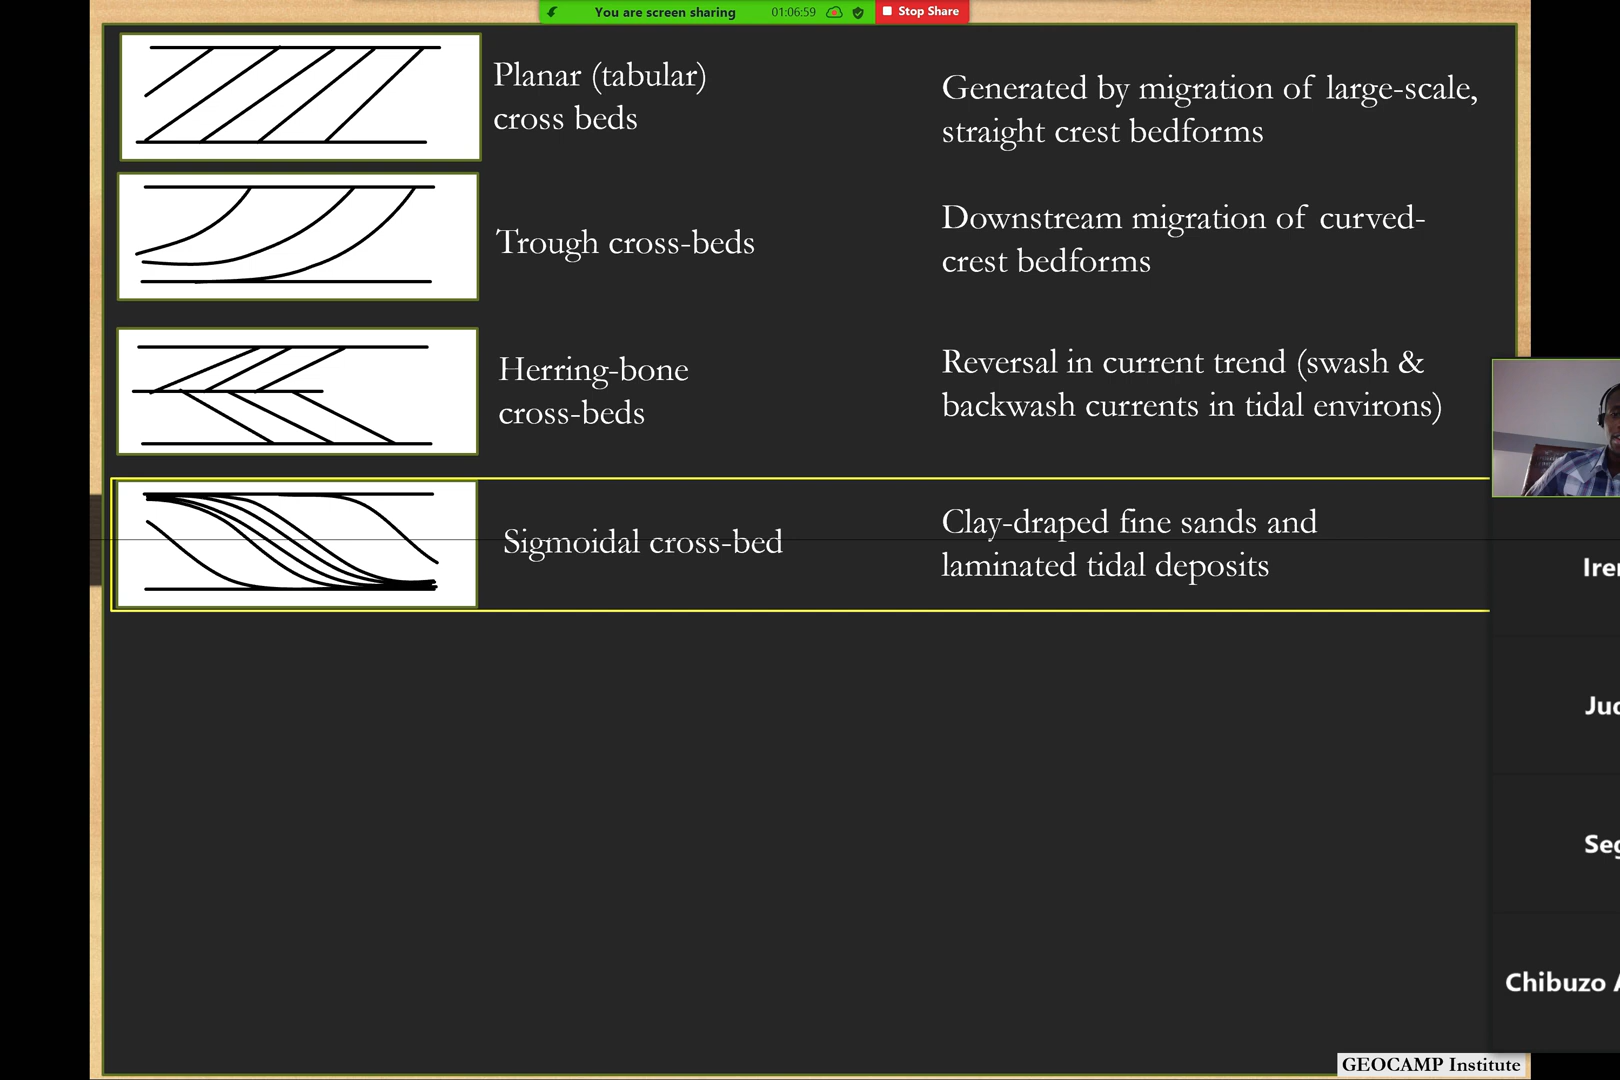 You are screen sharing 01:06:59 Stop Share
Planar (tabular)
cross beds
Generated by migration of large-scale,
straight crest bedforms
Trough cross-beds
Downstream migration of curved-
crest bedforms
Herring-bone
cross-beds
Reversal in current trend (swash &
backwash currents in tidal environs)
Sigmoidal cross-bed
Clay-draped fine sands and
laminated tidal deposits
Chibuzo
GEOCAMP Institute